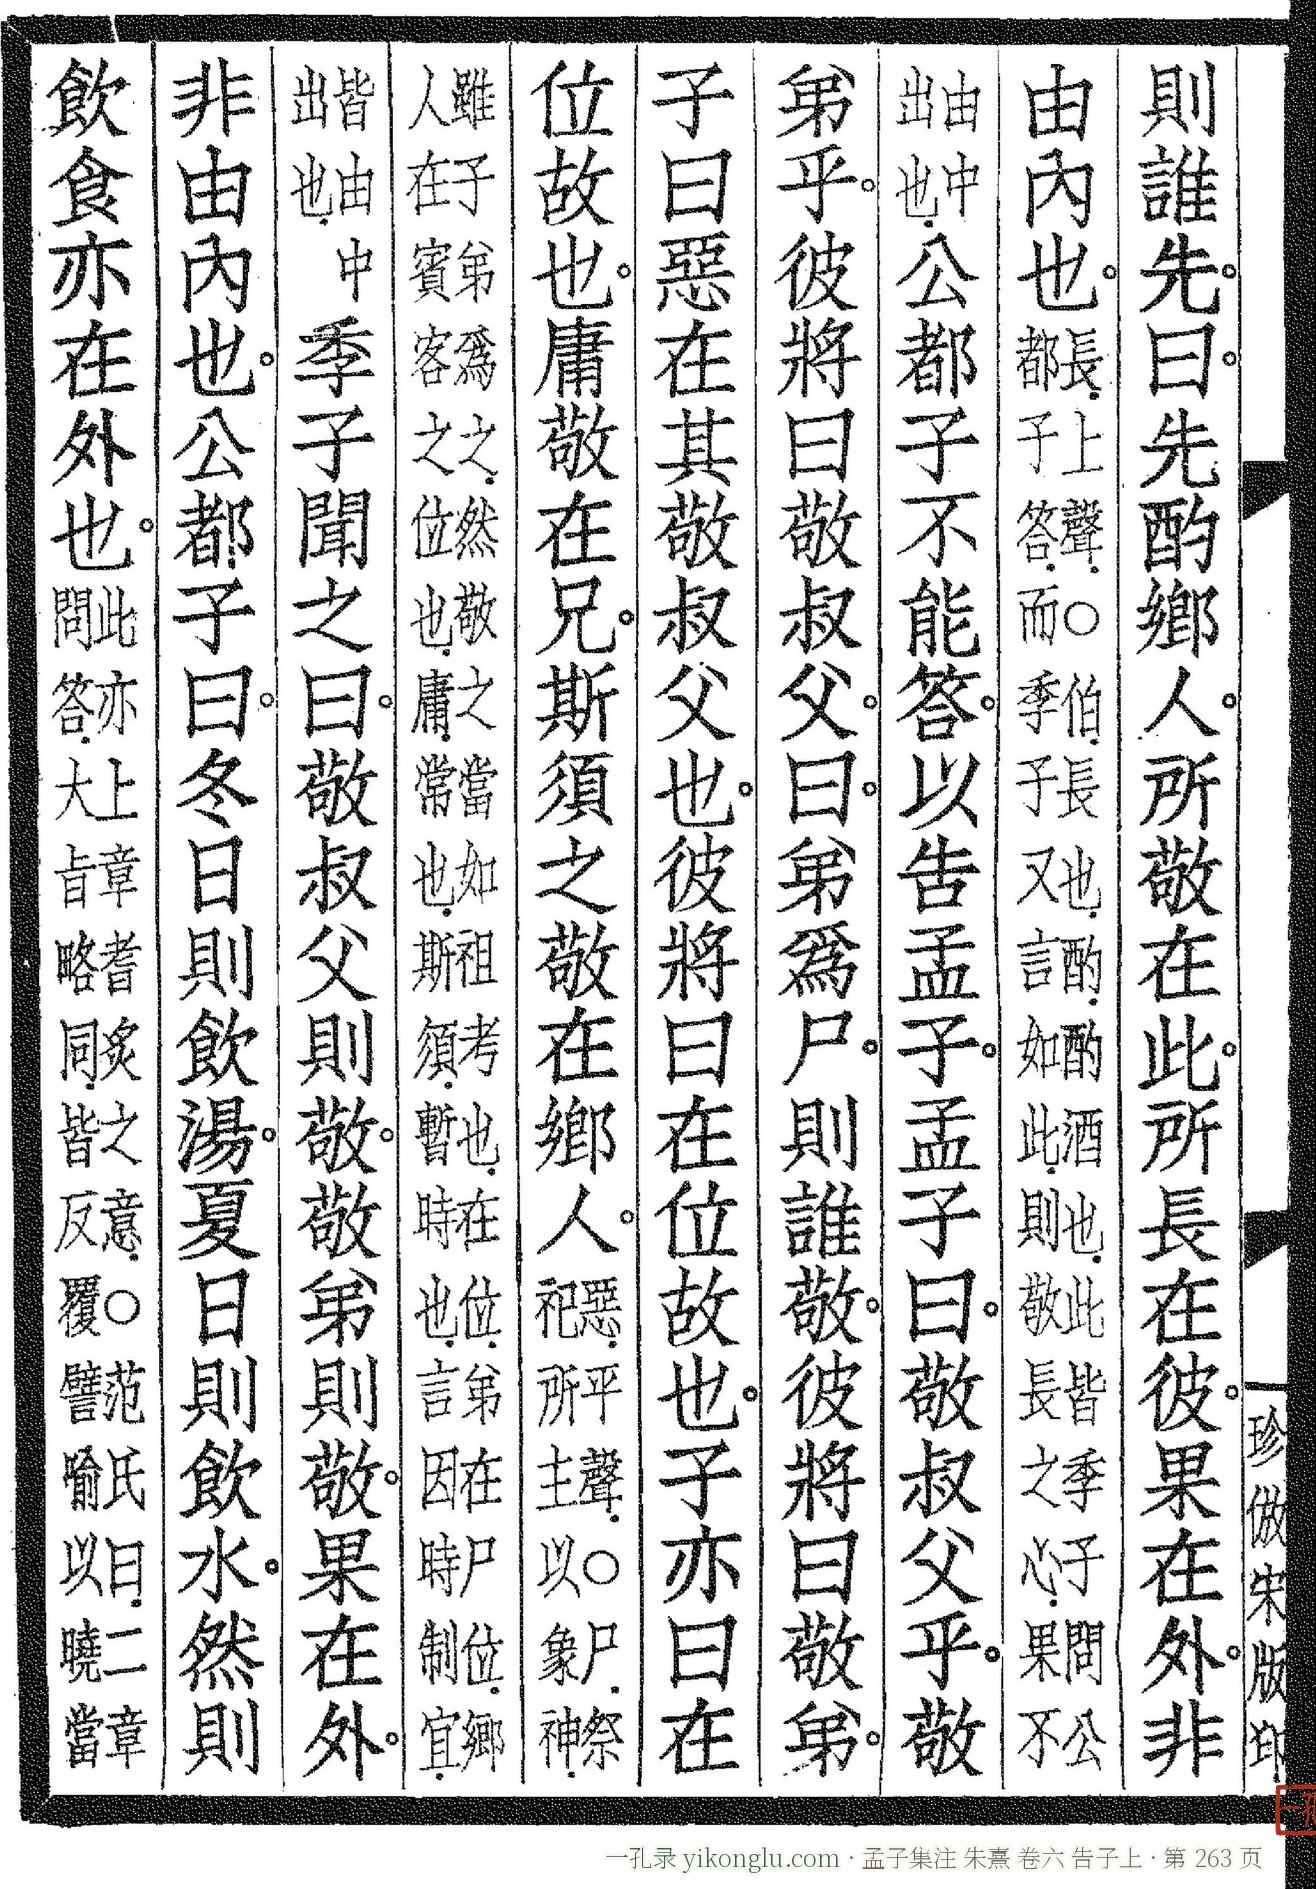 珍倣宋版印
則誰先。曰。先酌鄉人。所敬在此。所長在彼。果在外。非
由內也。長.上聲.○伯.長也.酌.酌酒也.此皆季子問公
都子答.而季子又言如此.則敬長之心.果不
由中
出也.公都子不能答。以告孟子。孟子曰。敬叔父乎。敬
弟乎。彼將曰敬叔父。曰。弟爲尸。則誰敬。彼將曰敬弟。
子曰惡在其敬叔父也。彼將曰在位故也。子亦曰在
位故也。庸敬在兄。斯須之敬在鄉人。惡.平聲.○尸.祭
祀所主以象神.
雖子弟爲之.然敬之當如祖考也.在位.弟在尸位.鄉
人在賓客之位也.庸.常也.斯須.暫時也.言因時制宜.
皆由中
出也.季子聞之曰。敬叔父則敬。敬弟則敬。果在外。
非由內也。公都子曰。冬日則飲湯。夏日則飲水。然則
飲食亦在外也。此亦上章耆炙之意.○范氏曰.二章
問答.大旨略同.皆反覆譬喻以曉當
一孔录 yikonglu.com · 孟子集注 朱熹 卷六 告子上 · 第 263 页